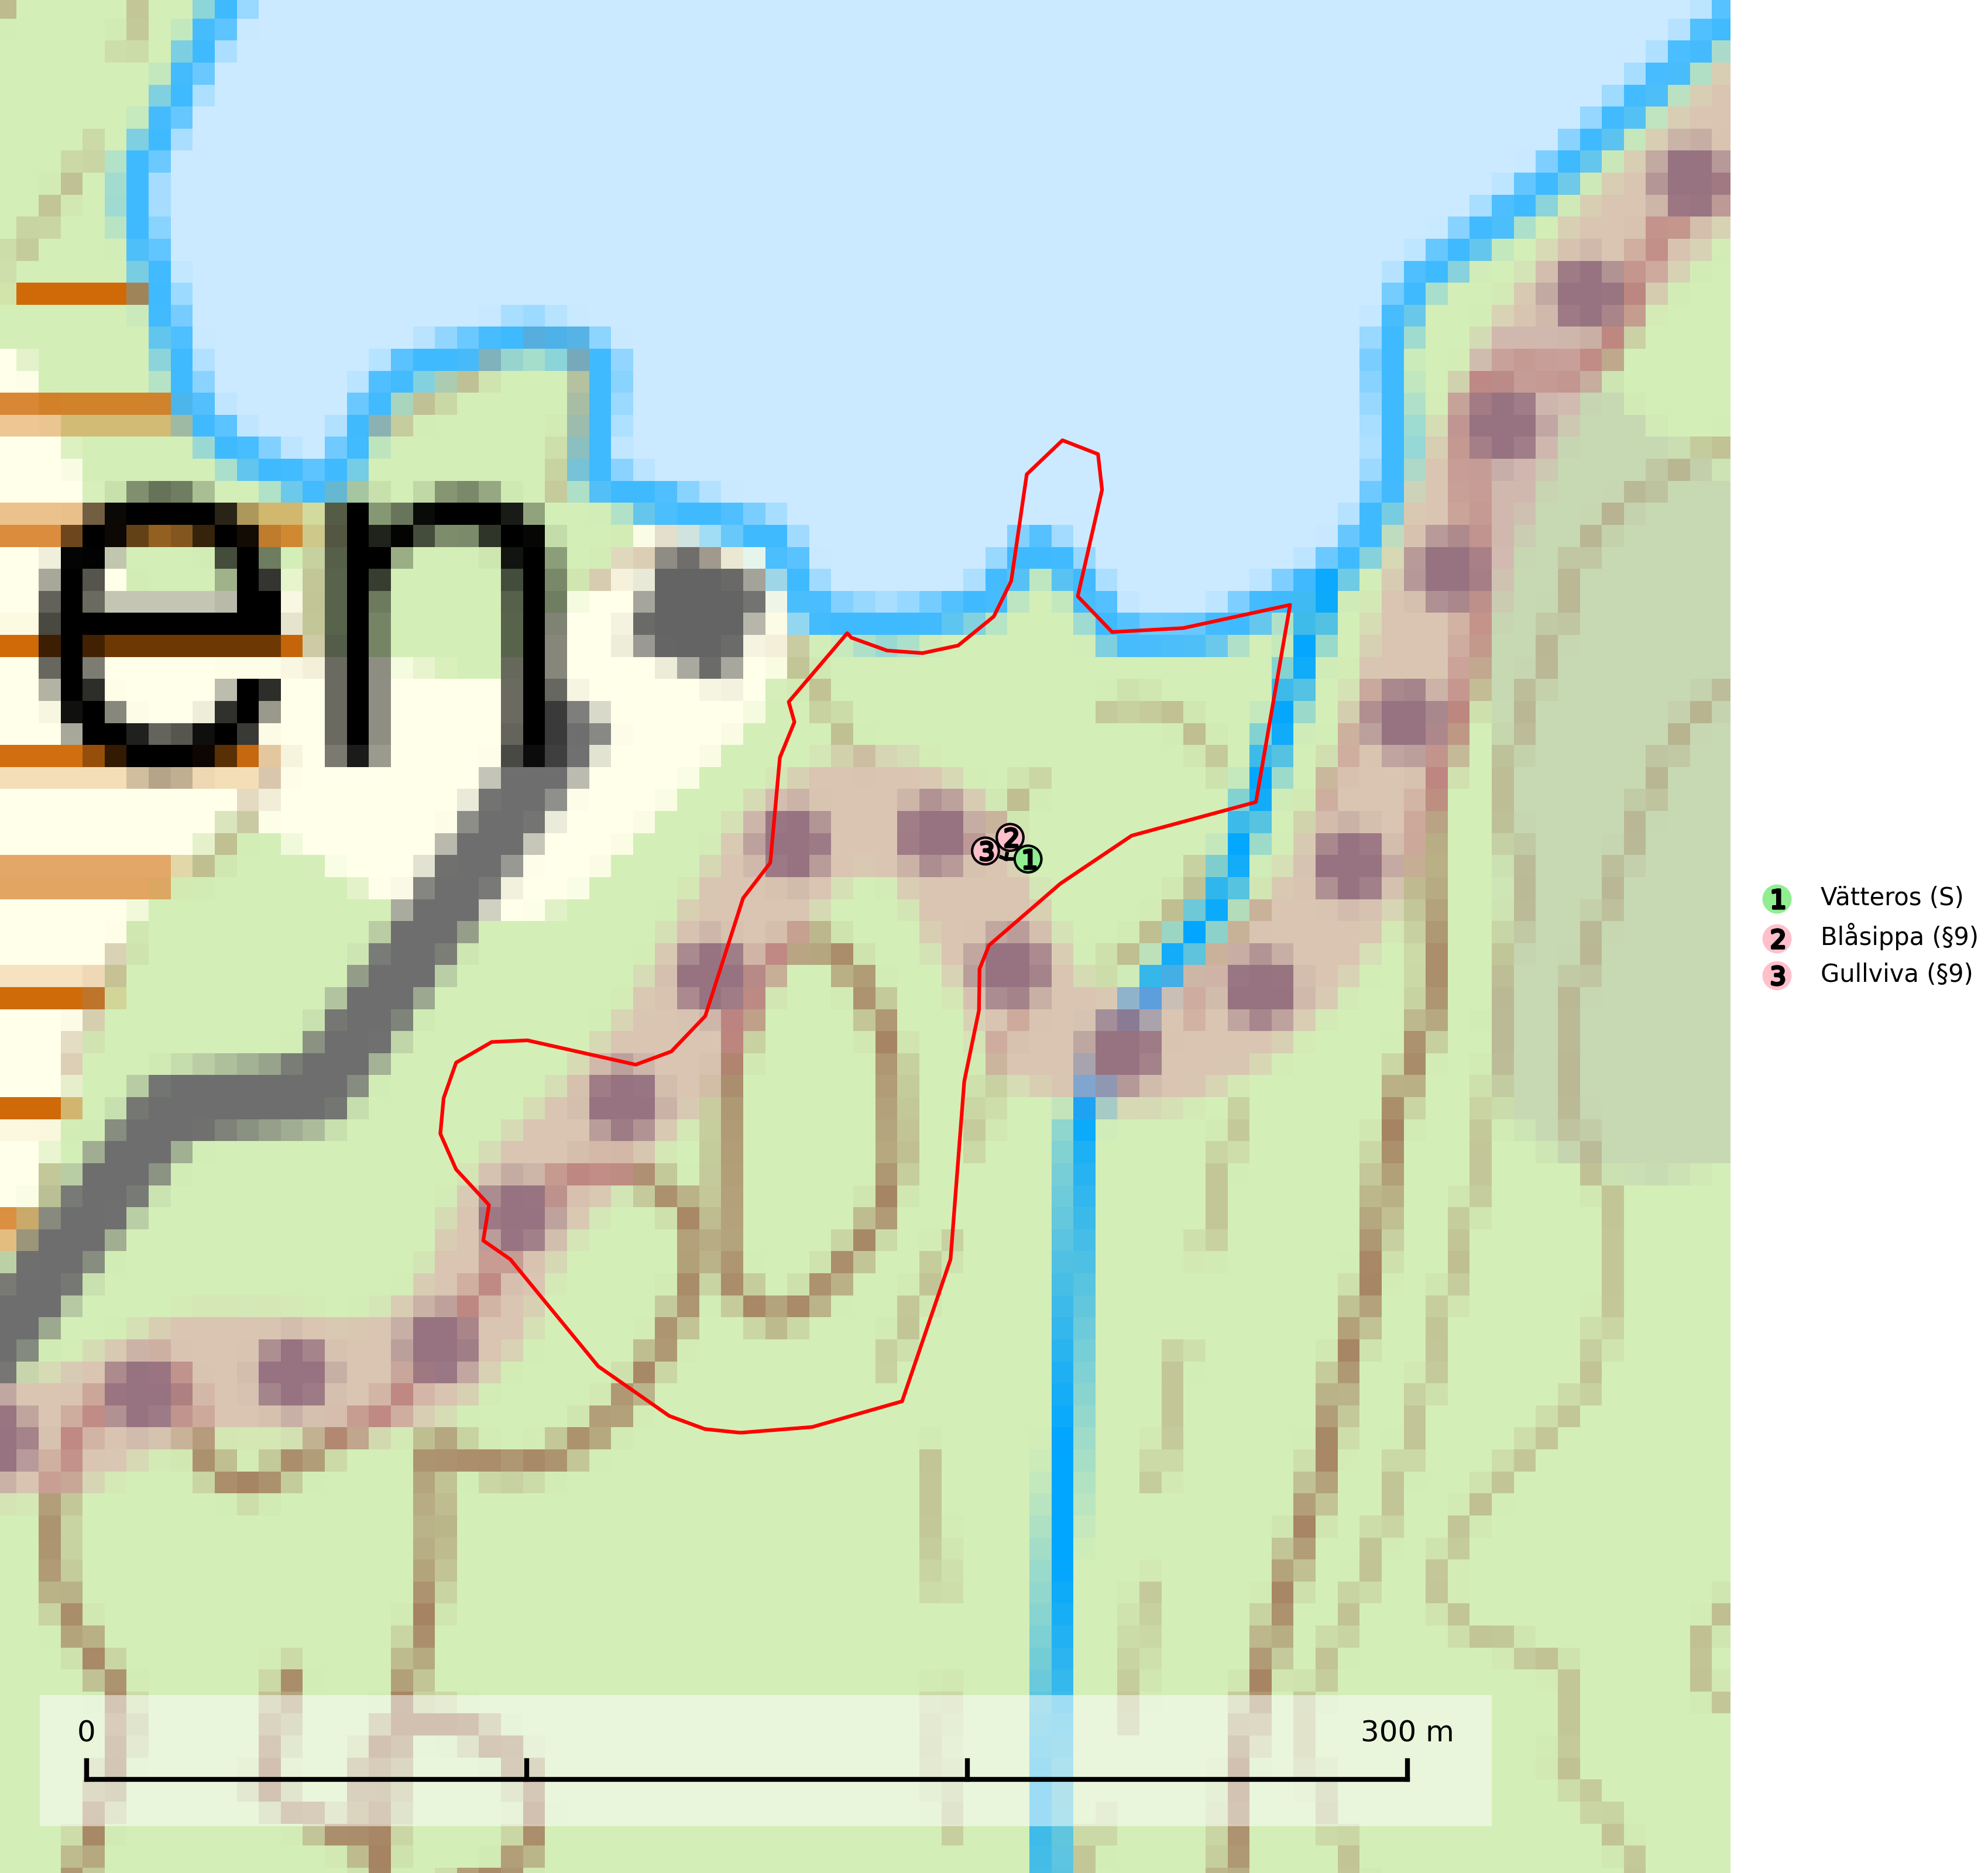 en
3
2
1
1 Vätteros (S)
2 Blåsippa (§9)
3 Gullviva (§9)
0 300 m